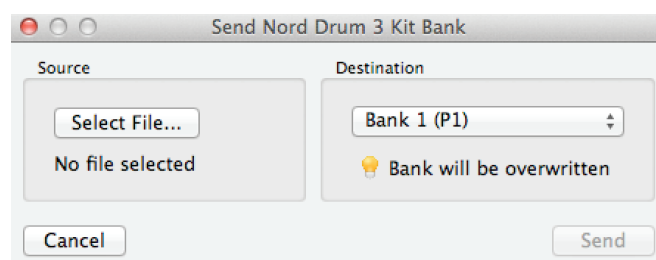 Send Nord Drum 3 Kit Bank
Source
Destination
Select File...
Bank 1 (P1)
No file selected
Bank will be overwritten
Cancel
Send